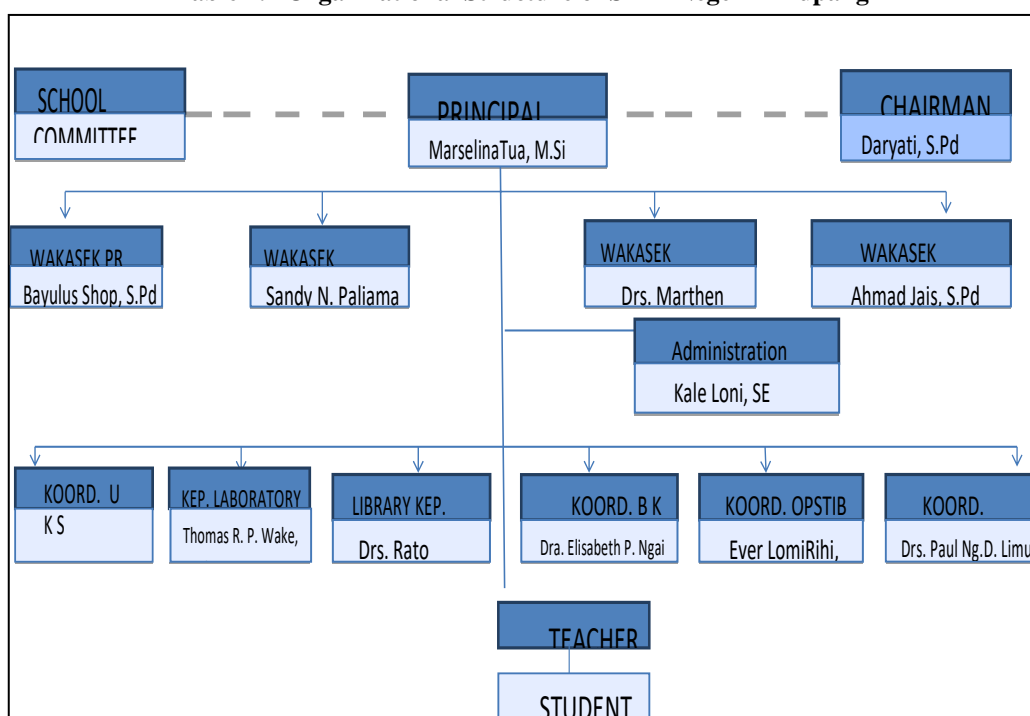 SCHOOL
COMMITTEE
PRINCIPAL
MarselinaTua, M.Si
CHAIRMAN
Daryati, S.Pd
WAKASEK PR
Bayulus Shop, S.Pd
WAKASEK
Sandy N. Paliama
WAKASEK
Drs. Marthen
WAKASEK
Ahmad Jais, S.Pd
Administration
Kale Loni, SE
KOORD. U
K S
KEP. LABORATORY
Thomas R. P. Wake,
LIBRARY KEP.
Drs. Rato
KOORD. B K
Dra. Elisabeth P. Ngai
KOORD. OPSTIB
Ever LomiRihi,
KOORD.
Drs. Paul Ng.D. Limu
TEACHER
STUDENT